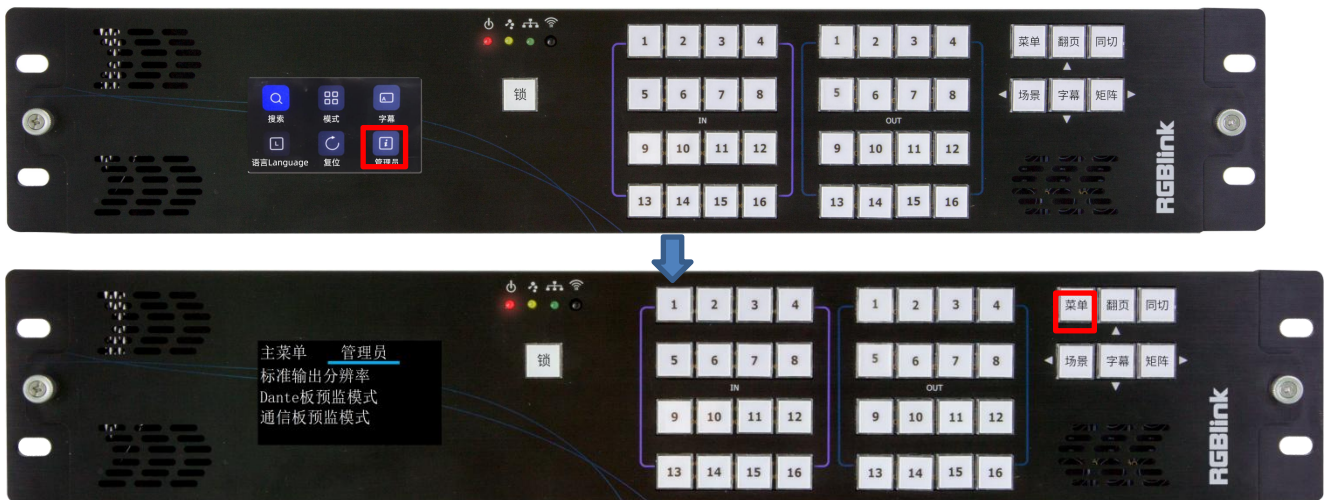 1 2 3 4 1 2 3 4 菜单 翻页 同切
搜索 模式 字幕
锁
5 6 7 8 5 6 7 8 场景 字幕 矩阵
IN OUT
语言Language 复位 管理员
9 10 11 12 9 10 11 12
13 14 15 16 13 14 15 16
RGBlink
1 2 3 4 1 2 3 4 菜单 翻页 同切
主菜单 管理员
标准输出分辨率
Dante板预监模式
通信板预监模式
锁
5 6 7 8 5 6 7 8 场景 字幕 矩阵
IN OUT
9 10 11 12 9 10 11 12
13 14 15 16 13 14 15 16
RGBlink